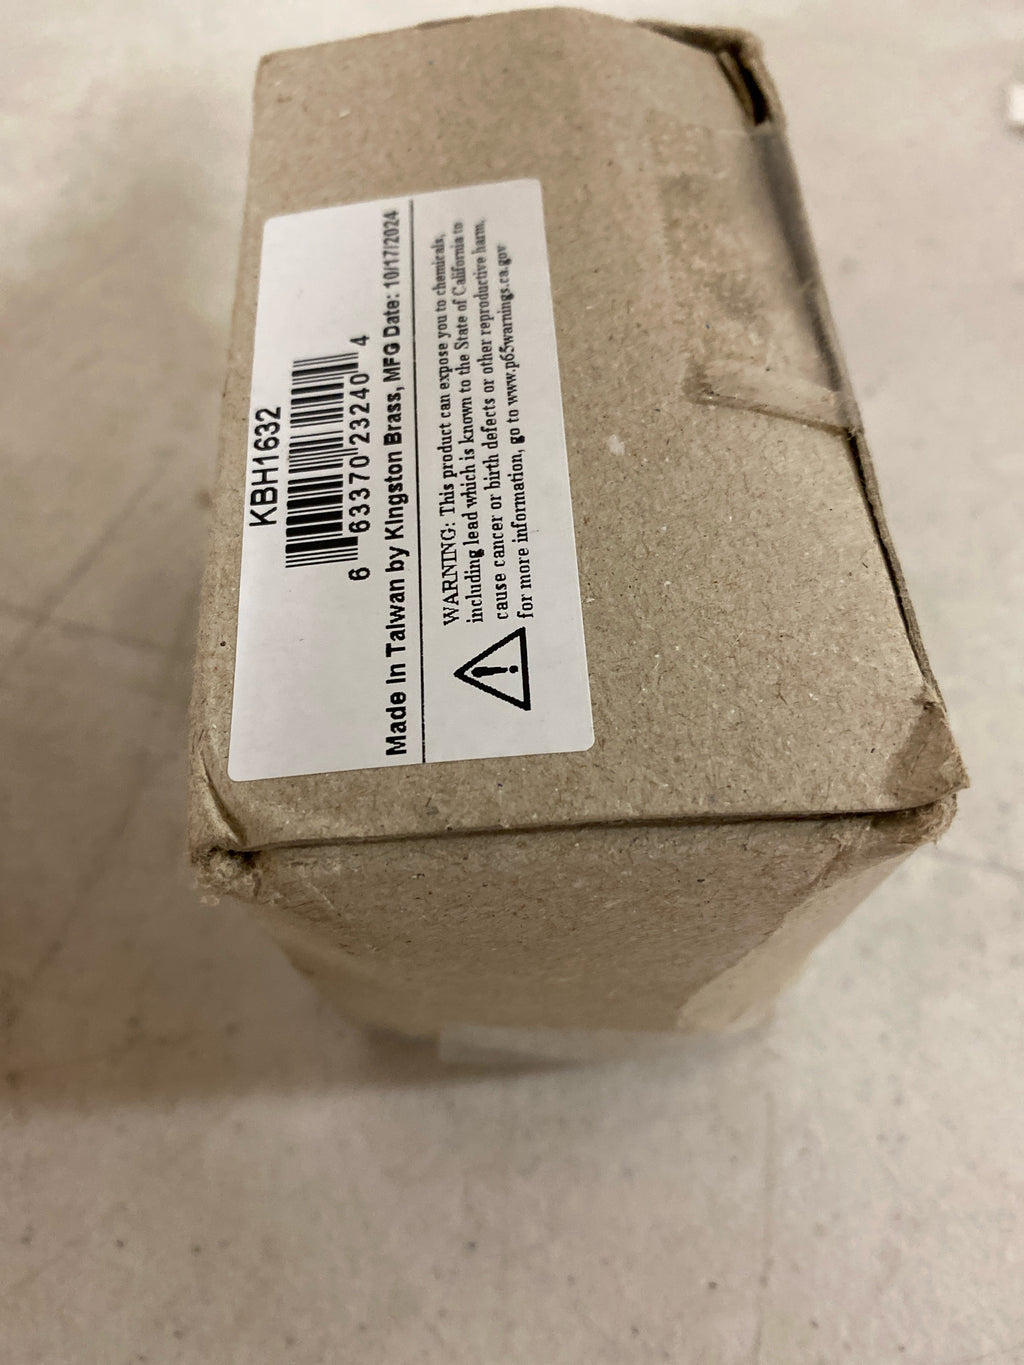 KBH1632
6 63370 23240 4
Made In Taiwan by Kingston Brass, MFG Date: 10/17/2024
WARNING: This product can expose you to chemicals,
including lead which is known to the State of California to
cause cancer or birth defects or other reproductive harm,
for more information, go to www.p65warnings.ca.gov